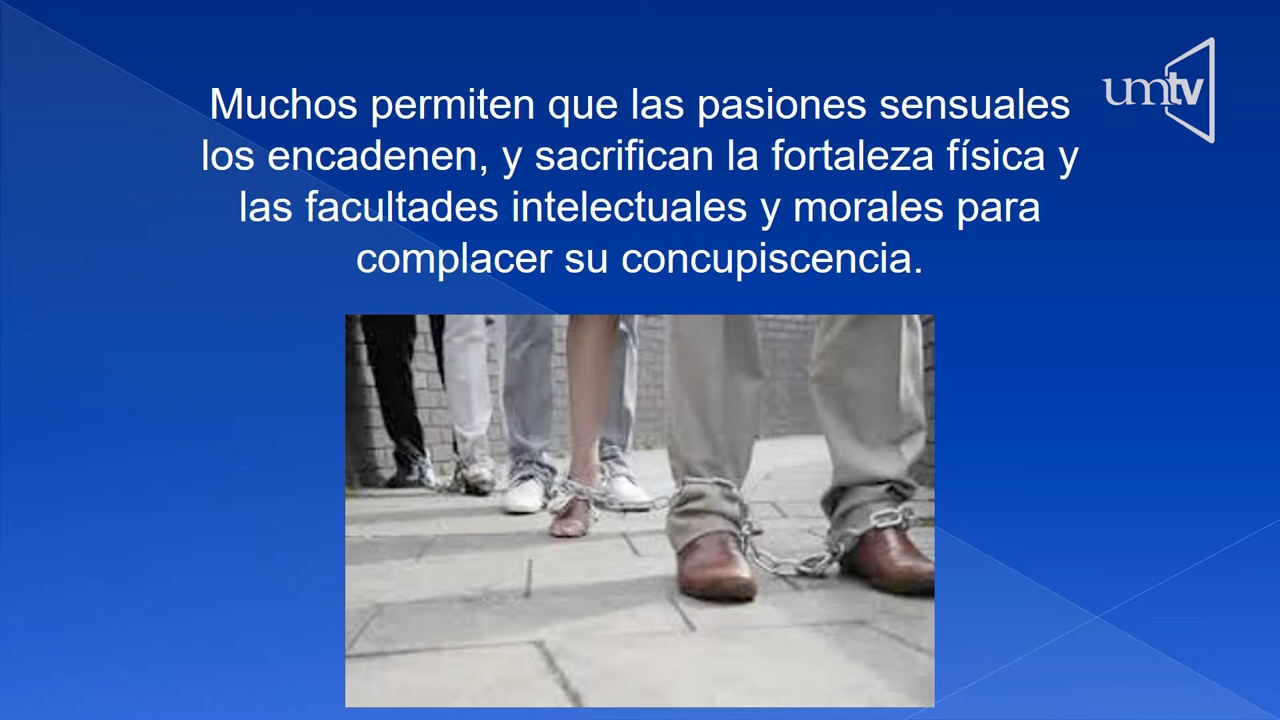 Muchos permiten que las pasiones sensuales
los encadenen, y sacrifican la fortaleza física y
las facultades intelectuales y morales para
complacer su concupiscencia.
umtv